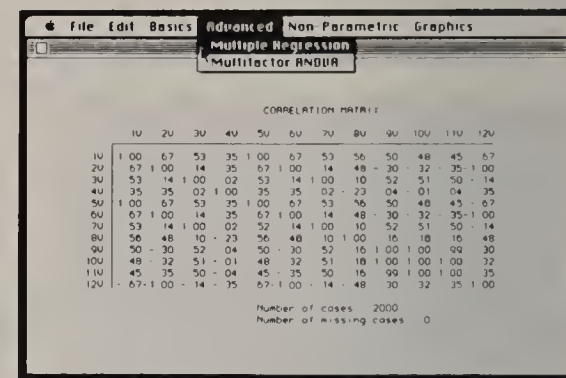 File Edit Basics Advanced Non-Parametric Graphics
Multiple Regression
Multifactor ANOVA
CORRELATION MATRIX
1V 2V 3V 4V 5V 6V 7V 8V 9V 10V 11V 12V
1V 1 00 67 53 35 1 00 67 53 56 50 48 45 67
2V 67 1 00 14 35 67 1 00 14 48 - 30 - 32 - 35 - 1 00
3V 53 14 1 00 02 53 14 1 00 10 52 51 50 - 14
4V 35 35 02 1 00 35 35 02 - 23 04 - 01 04 35
5V 1 00 67 53 35 1 00 67 53 56 50 48 45 - 67
6V 67 1 00 14 35 67 1 00 14 48 - 30 - 32 - 35 - 1 00
7V 53 14 1 00 02 52 14 1 00 10 52 51 50 - 14
8V 56 48 10 - 23 56 48 10 1 00 16 18 16 48
9V 50 - 30 52 04 50 - 30 52 16 1 00 1 00 99 30
10V 48 - 32 51 - 01 48 32 51 18 1 00 1 00 1 00 32
11V 45 35 50 - 04 45 - 35 50 16 99 1 00 1 00 35
12V - 67 - 1 00 - 14 - 35 67 - 1 00 - 14 - 48 30 32 35 1 00
Number of cases 2000
Number of missing cases 0